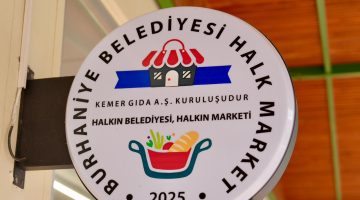 BURHANİYE BELEDİYESİ HALK MARKET
KEMER GIDA A.Ş. KURULUŞUDUR
HALKIN BELEDİYESİ, HALKIN MARKETİ
2025